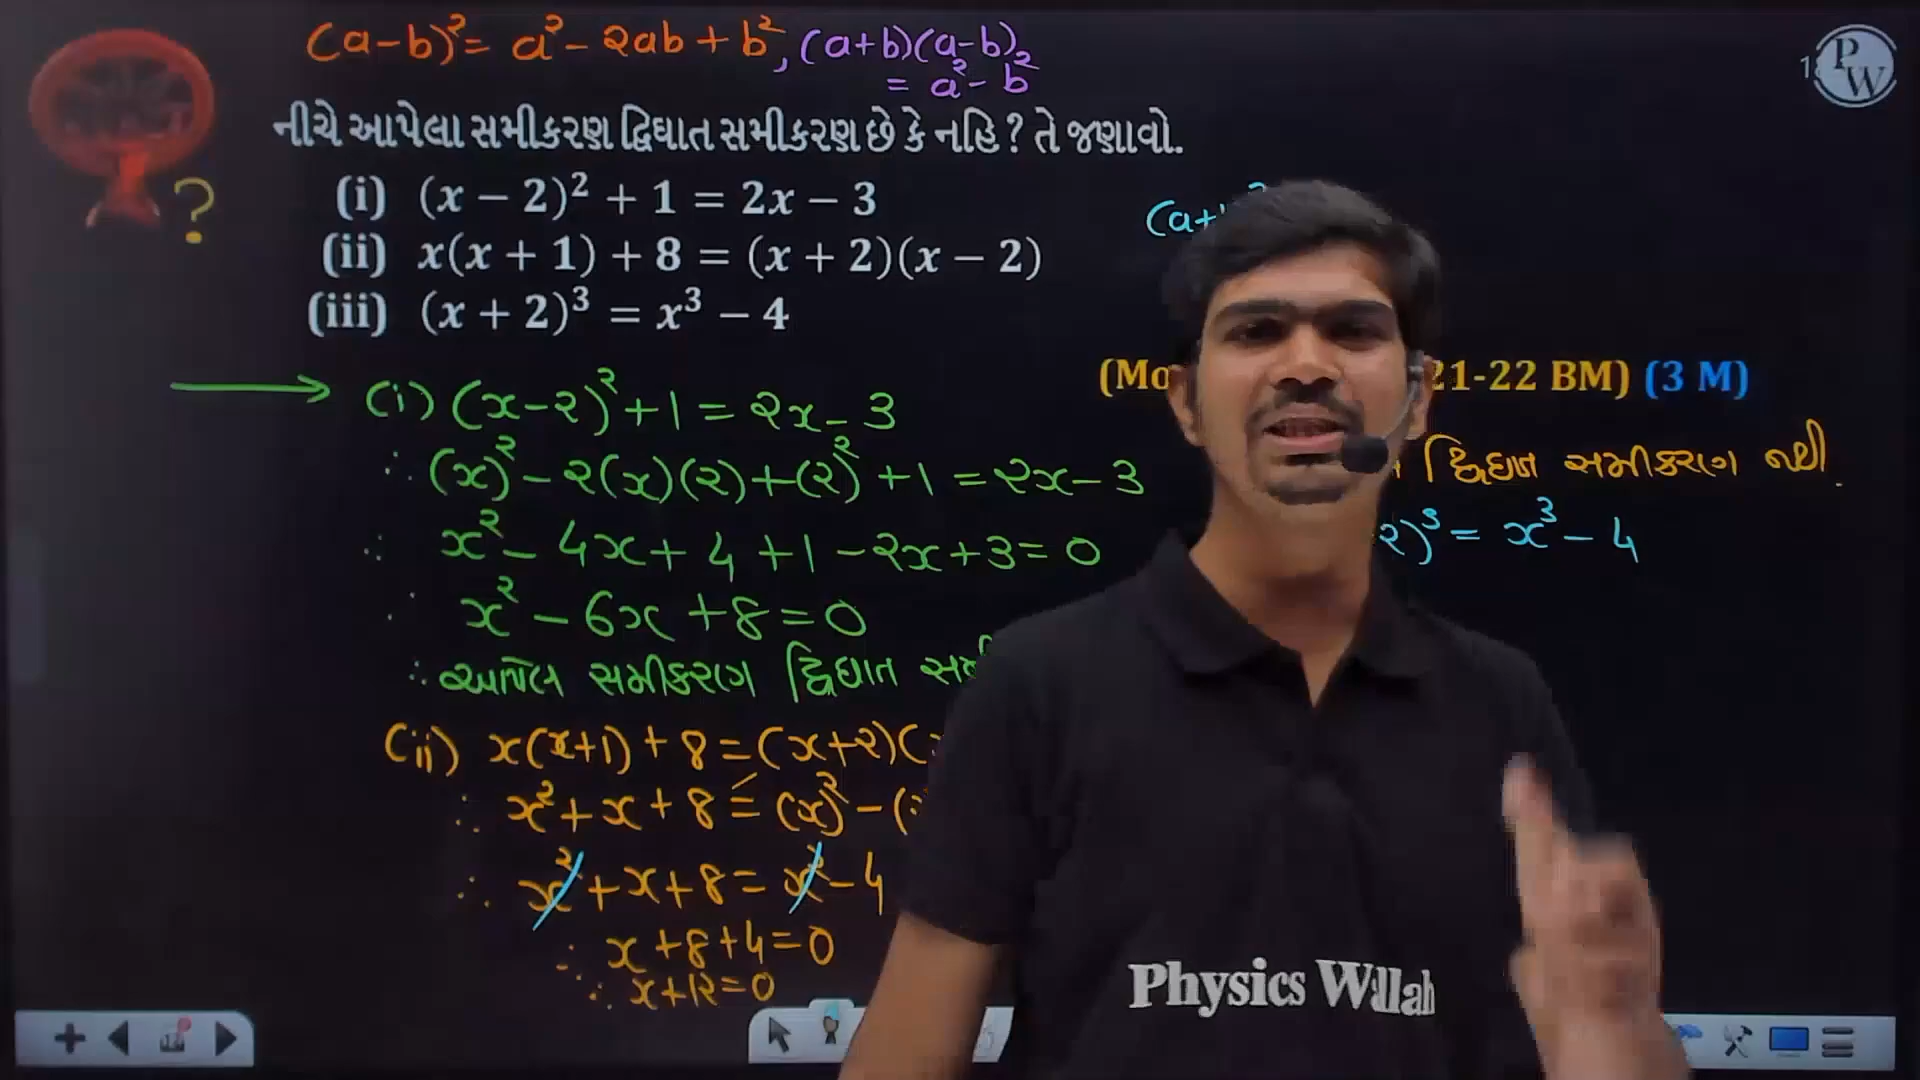 (a-b)² = a² - 2ab + b², (a+b)(a-b)
= a² - b²
PW
નીચે આપેલા સમીકરણ દ્વિઘાત સમીકરણ છે કે નહિ? તે જણાવો.
(i) (x − 2)² + 1 = 2x − 3
(ii) x(x + 1) + 8 = (x + 2)(x − 2)
(iii) (x + 2)³ = x³ − 4
?
(a+
21-22 BM) (3 M)
(i) (x-2)² + 1 = 2x - 3
∴ (x)² - 2(x)(2) + (2)² + 1 = 2x - 3
∴ x² - 4x + 4 + 1 - 2x + 3 = 0
x² - 6x + 8 = 0
∴ આપેલ સમીકરણ દ્વિઘાત
(ii) x(x+1) + 8 = (x+2)(
∴ x² + x + 8 = (x)² - (
∴ x² + x + 8 = x² - 4
∴ x + 8 + 4 = 0
∴ x + 12 = 0
દ્વિઘાત સમીકરણ નથી.
2)³ = x³ - 4
Physics Wallah